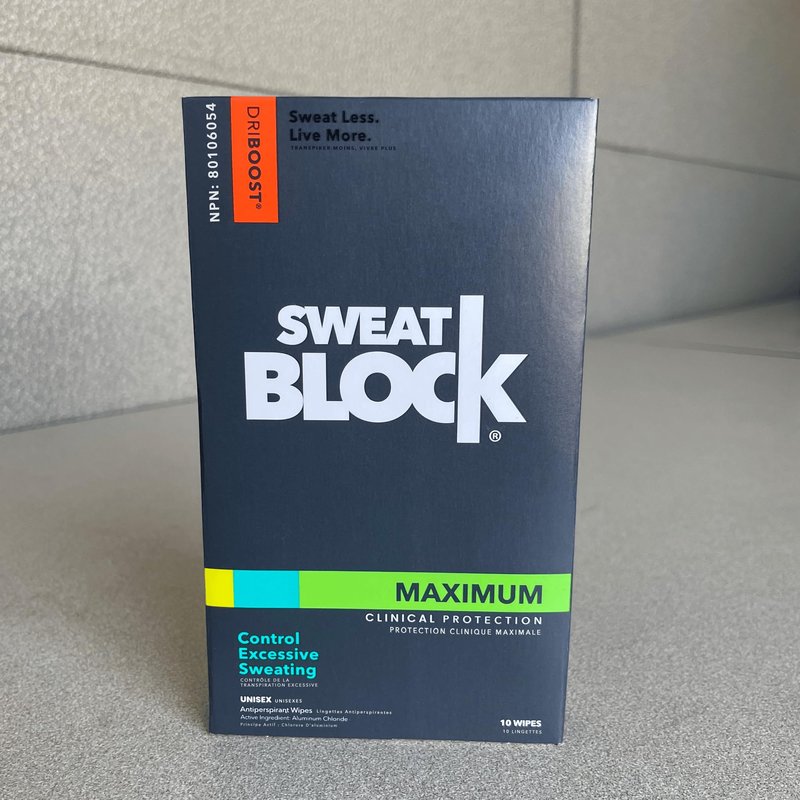 NPN: 80106054
DRIBOOST®
Sweat Less.
Live More.
TRANSPIRER MOINS, VIVRE PLUS
SWEAT
BLOCK®
MAXIMUM
CLINICAL PROTECTION
PROTECTION CLINIQUE MAXIMALE
Control
Excessive
Sweating
CONTRÔLE DE LA
TRANSPIRATION EXCESSIVE
UNISEX UNISEXES
Antiperspirant Wipes Lingettes Antiperspirantes
Active Ingredient: Aluminum Chloride
Principe Actif : Chlorure D'aluminium
10 WIPES
10 LINGETTES